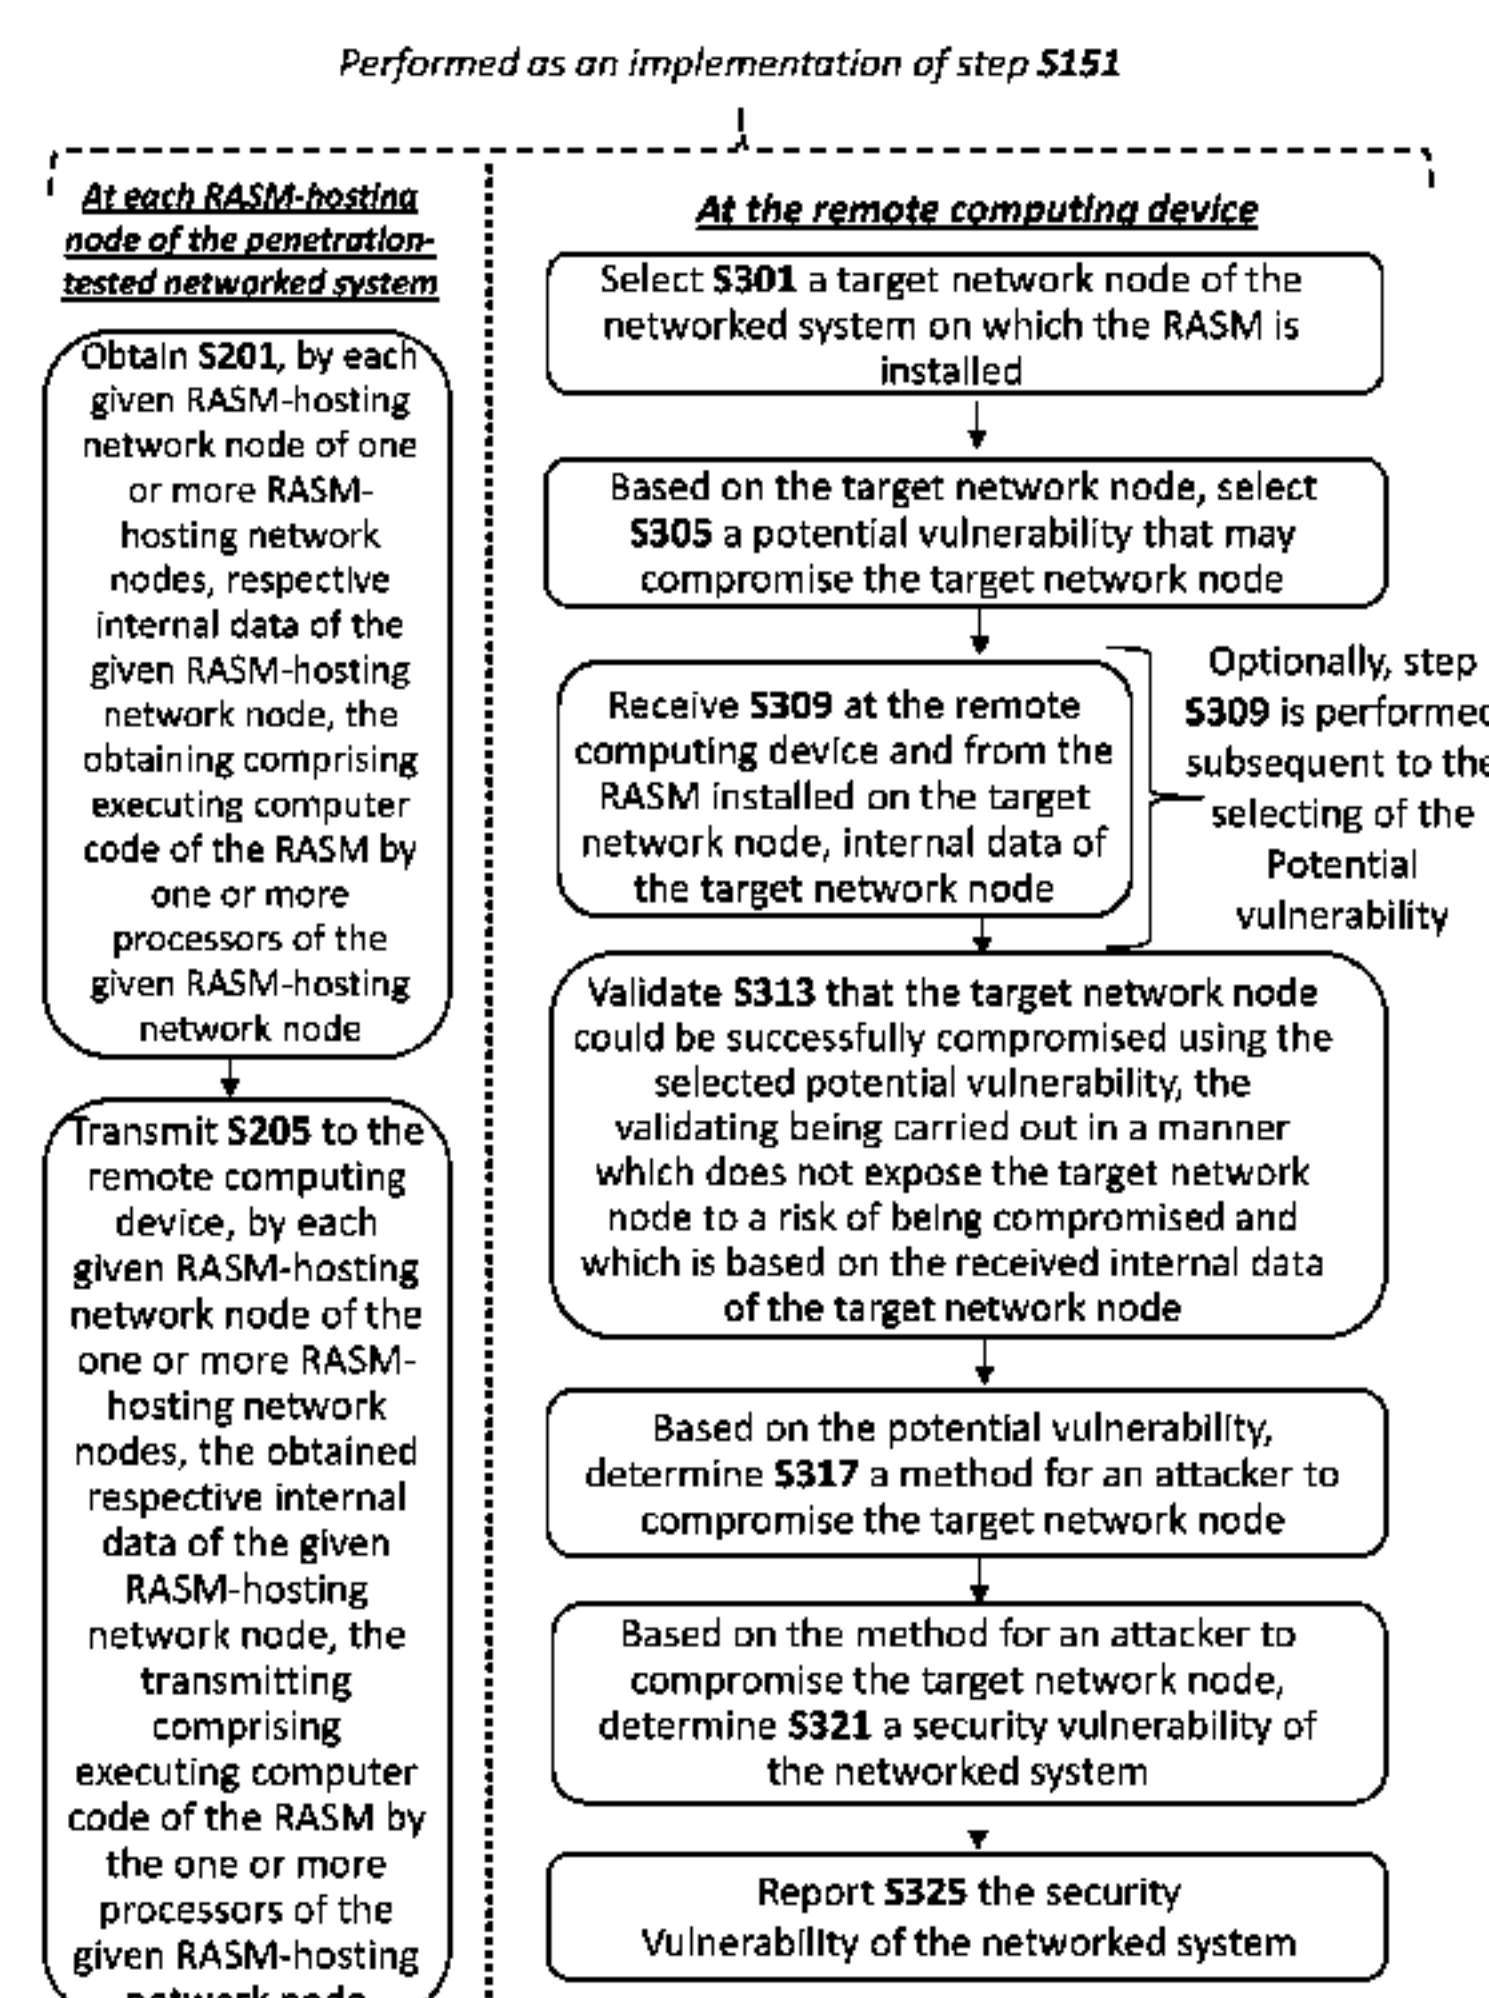 Performed as an implementation of step S151
At each RASM-hosting
node of the penetration-
tested networked system
Obtain S201, by each
given RASM-hosting
network node of one
or more RASM-
hosting network
nodes, respective
internal data of the
given RASM-hosting
network node, the
obtaining comprising
executing computer
code of the RASM by
one or more
processors of the
given RASM-hosting
network node
Transmit S205 to the
remote computing
device, by each
given RASM-hosting
network node of the
one or more RASM-
hosting network
nodes, the obtained
respective internal
data of the given
RASM-hosting
network node, the
transmitting
comprising
executing computer
code of the RASM by
the one or more
processors of the
given RASM-hosting
network node
At the remote computing device
Select S301 a target network node of the
networked system on which the RASM is
installed
Based on the target network node, select
S305 a potential vulnerability that may
compromise the target network node
Receive S309 at the remote
computing device and from the
RASM installed on the target
network node, internal data of
the target network node
Optionally, step
S309 is performed
subsequent to the
selecting of the
Potential
vulnerability
Validate S313 that the target network node
could be successfully compromised using the
selected potential vulnerability, the
validating being carried out in a manner
which does not expose the target network
node to a risk of being compromised and
which is based on the received internal data
of the target network node
Based on the potential vulnerability,
determine S317 a method for an attacker to
compromise the target network node
Based on the method for an attacker to
compromise the target network node,
determine S321 a security vulnerability of
the networked system
Report S325 the security
Vulnerability of the networked system